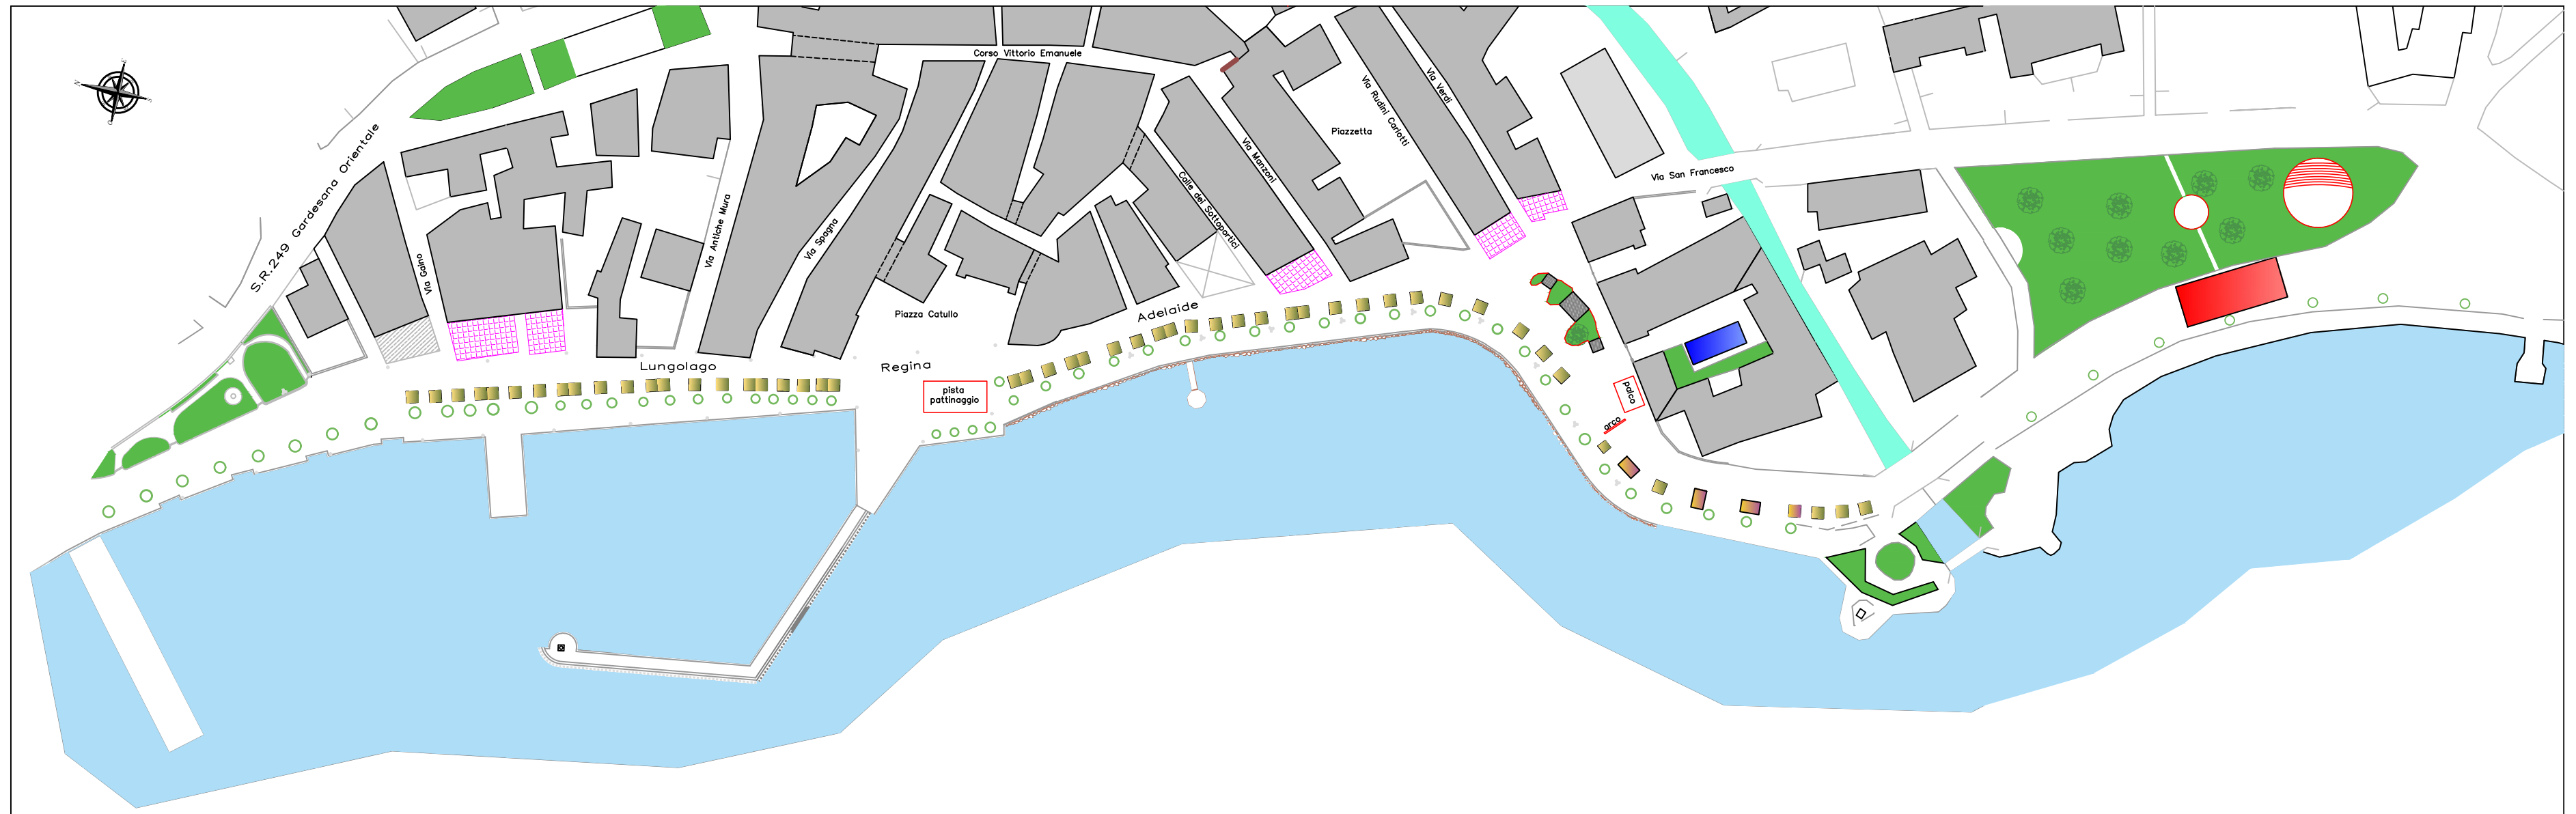 Corso Vittorio Emanuele
S.R.249 Gardesana Orientale
Via Gaino
Via Antiche Mura
Via Spagna
Piazza Catullo
Calle dei Sottoportici
Via Manzoni
Piazzetta
Via Rudini Carlotti
Via Verdi
Via San Francesco
Lungolago
Regina
Adelaide
pista
pattinaggio
palco
arco